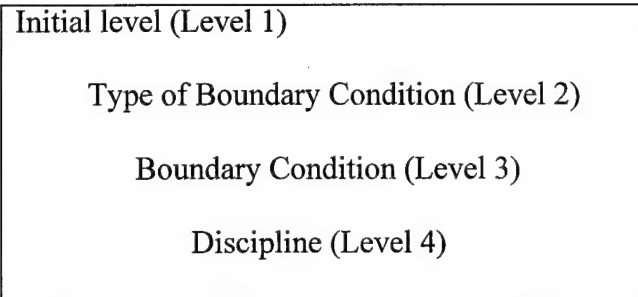 Initial level (Level 1)
Type of Boundary Condition (Level 2)
Boundary Condition (Level 3)
Discipline (Level 4)